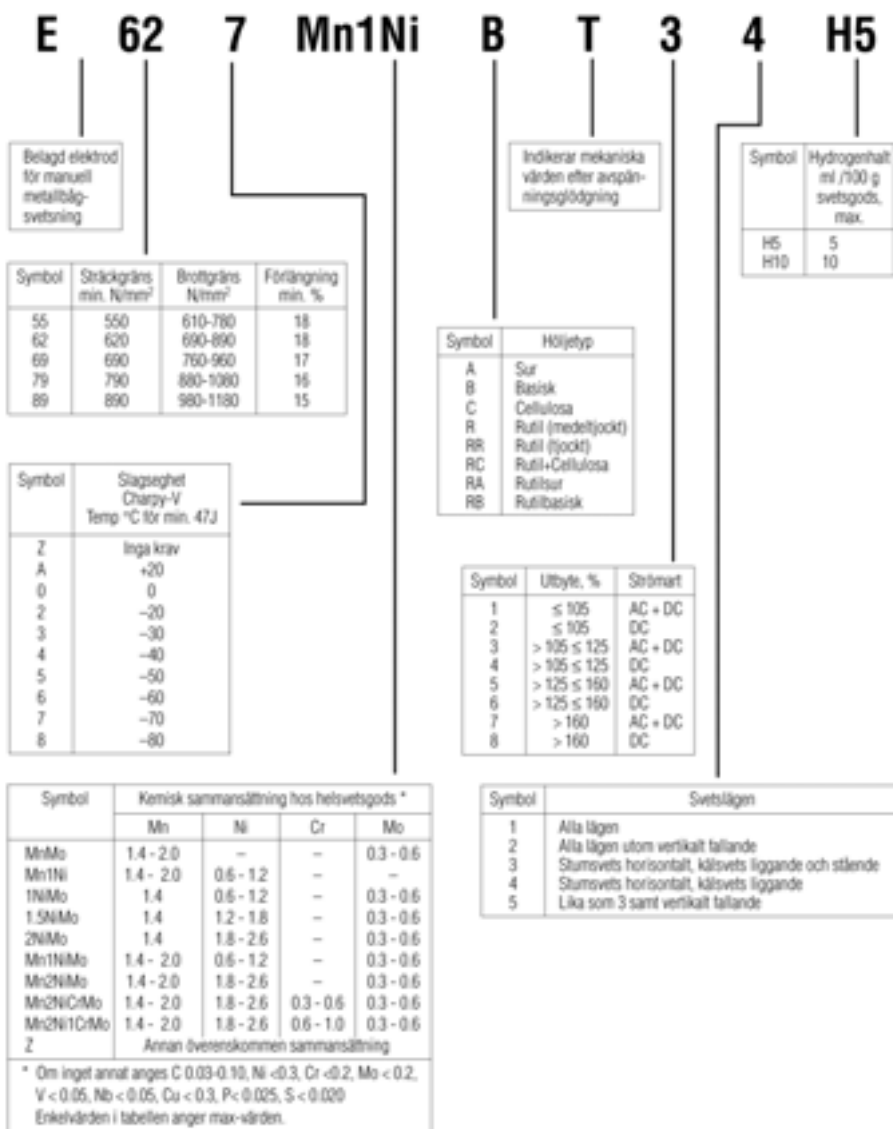 E 62 7 Mn1Ni B T 3 4 H5
Belagd elektrod
för manuell
metallbåg-
svetsning
Indikerar mekaniska
värden efter avspän-
ningsglödgning
Symbol Hydrogenhalt
ml /100 g
svetsgods,
max.
H5 5
H10 10
Symbol Sträckgräns Brottgräns Förlängning
min. N/mm² N/mm² min. %
55 550 610-780 18
62 620 690-890 18
69 690 760-960 17
79 790 880-1080 16
89 890 980-1180 15
Symbol Höljetyp
A Sur
B Basisk
C Cellulosa
R Rutil (medeltjockt)
RR Rutil (tjockt)
RC Rutil+Cellulosa
RA Rutilsur
RB Rutilbasisk
Symbol Slagseghet
Charpy-V
Temp °C för min. 47J
Z Inga krav
A +20
0 0
2 –20
3 –30
4 –40
5 –50
6 –60
7 –70
8 –80
Symbol Utbyte, % Strömart
1 ≤ 105 AC + DC
2 ≤ 105 DC
3 > 105 ≤ 125 AC + DC
4 > 105 ≤ 125 DC
5 > 125 ≤ 160 AC + DC
6 > 125 ≤ 160 DC
7 > 160 AC + DC
8 > 160 DC
Symbol Kemisk sammansättning hos helsvetsgods *
Mn Ni Cr Mo
MnMo 1.4 - 2.0 – – 0.3 - 0.6
Mn1Ni 1.4 - 2.0 0.6 - 1.2 – –
1NiMo 1.4 0.6 - 1.2 – 0.3 - 0.6
1.5NiMo 1.4 1.2 - 1.8 – 0.3 - 0.6
2NiMo 1.4 1.8 - 2.6 – 0.3 - 0.6
Mn1NiMo 1.4 - 2.0 0.6 - 1.2 – 0.3 - 0.6
Mn2NiMo 1.4 - 2.0 1.8 - 2.6 – 0.3 - 0.6
Mn2NiCrMo 1.4 - 2.0 1.8 - 2.6 0.3 - 0.6 0.3 - 0.6
Mn2Ni1CrMo 1.4 - 2.0 1.8 - 2.6 0.6 - 1.0 0.3 - 0.6
Z Annan överenskommen sammansättning
* Om inget annat anges C 0.03-0.10, Ni <0.3, Cr <0.2, Mo < 0.2,
V < 0.05, Nb < 0.05, Cu < 0.3, P< 0.025, S < 0.020
Enkelvärden i tabellen anger max-värden.
Symbol Svetslägen
1 Alla lägen
2 Alla lägen utom vertikalt fallande
3 Stumsvets horisontalt, kälsvets liggande och stående
4 Stumsvets horisontalt, kälsvets liggande
5 Lika som 3 samt vertikalt fallande